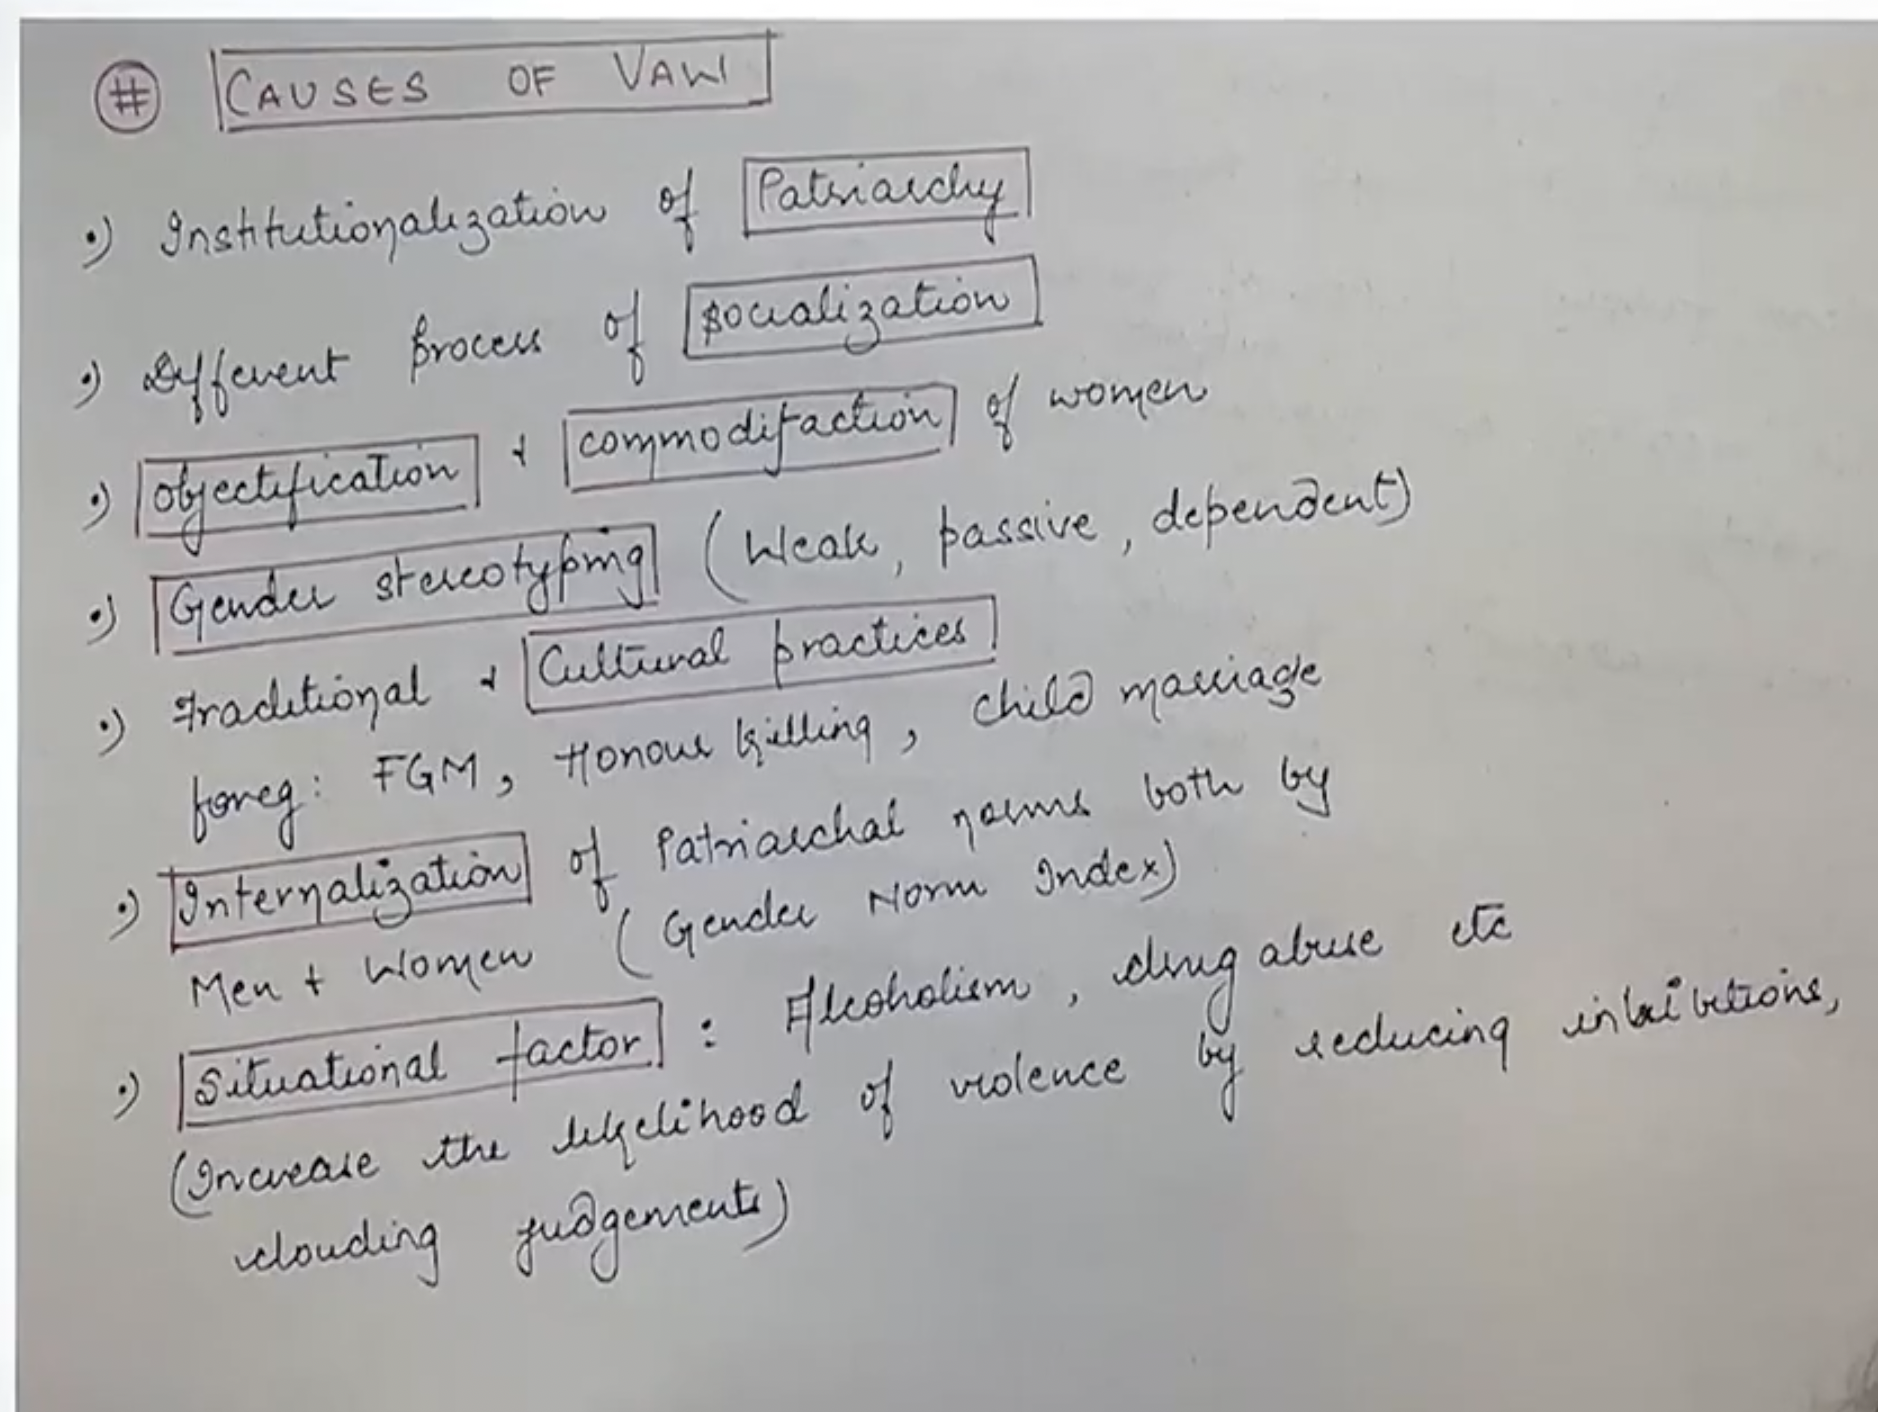 # CAUSES OF VAW
•) Institutionalization of Patriarchy
•) Different process of socialization
•) Objectification + commodifaction of women
•) Gender stereotyping (Weak, passive, dependent)
•) Traditional + Cultural practices
foreg: FGM, Honour killing, child marriage
•) Internalization of Patriarchal norms both by
Men + Women (Gender Norm Index)
•) Situational factor : Alcoholism, drug abuse etc
(Increase the likelihood of violence by reducing inhibitions,
clouding judgements)